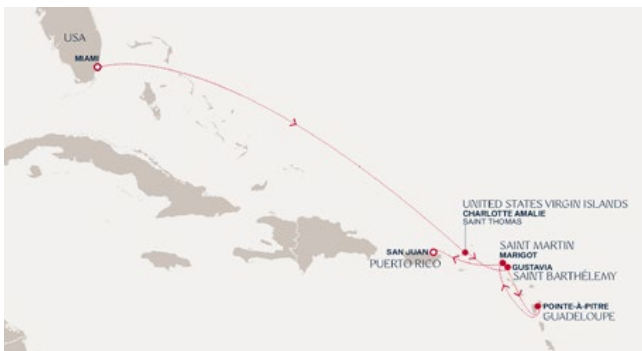 USA
MIAMI
UNITED STATES VIRGIN ISLANDS
CHARLOTTE AMALIE
SAINT THOMAS
SAN JUAN
PUERTO RICO
SAINT MARTIN
MARIGOT
GUSTAVIA
SAINT BARTHÉLEMY
POINTE-À-PITRE
GUADELOUPE